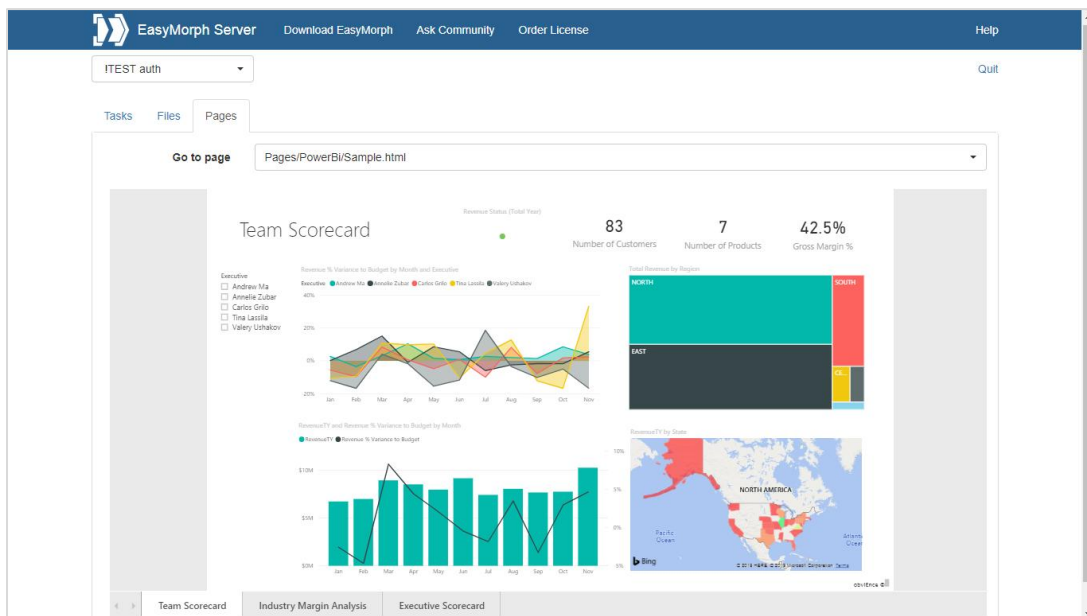 EasyMorph Server Download EasyMorph Ask Community Order License Help
!TEST auth
Quit
Tasks Files Pages
Go to page Pages/PowerBi/Sample.html
Team Scorecard
Revenue Status (Total Year)
83
Number of Customers
7
Number of Products
42.5%
Gross Margin %
Executive
Andrew Ma
Annelie Zubar
Carlos Grilo
Tina Lassila
Valery Ushakov
Revenue % Variance to Budget by Month and Executive
Executive Andrew Ma Annelie Zubar Carlos Grilo Tina Lassila Valery Ushakov
40%
20%
0%
20%
Jan Feb Mar Apr May Jun Jul Aug Sep Oct Nov
Total Revenue by Region
NORTH
SOUTH
EAST
CE...
RevenueTY and Revenue % Variance to Budget by Month
RevenueTY Revenue % Variance to Budget
$10M
$5M
$0M
10%
5%
0%
5%
Jan Feb Mar Apr May Jun Jul Aug Sep Oct Nov
RevenueTY by State
NORTH AMERICA
Pacific
Ocean
Atlant
Ocea
Bing
Microsoft Corporation Terms
obviEnce ©
Team Scorecard Industry Margin Analysis Executive Scorecard